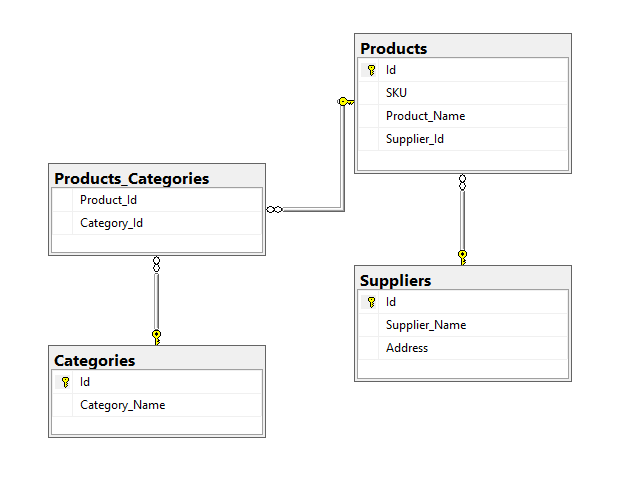 Products
Id
SKU
Product_Name
Supplier_Id
Products_Categories
Product_Id
Category_Id
Suppliers
Id
Supplier_Name
Address
Categories
Id
Category_Name